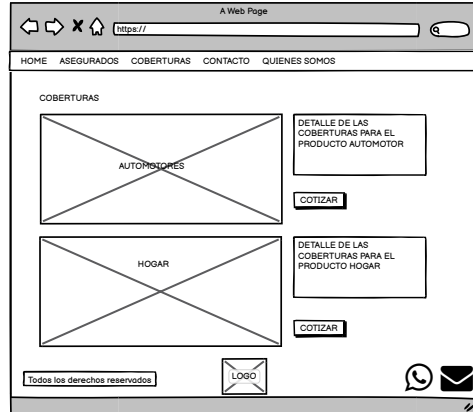 A Web Page
https://
HOME ASEGURADOS COBERTURAS CONTACTO QUIENES SOMOS
COBERTURAS
AUTOMOTORES
DETALLE DE LAS
COBERTURAS PARA EL
PRODUCTO AUTOMOTOR
COTIZAR
HOGAR
DETALLE DE LAS
COBERTURAS PARA EL
PRODUCTO HOGAR
COTIZAR
Todos los derechos reservados
LOGO